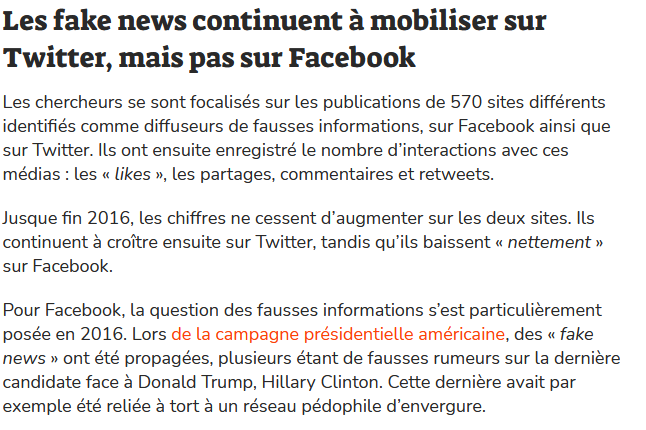 Les fake news continuent à mobiliser sur
Twitter, mais pas sur Facebook
Les chercheurs se sont focalisés sur les publications de 570 sites différents
identifiés comme diffuseurs de fausses informations, sur Facebook ainsi que
sur Twitter. Ils ont ensuite enregistré le nombre d’interactions avec ces
médias : les « likes », les partages, commentaires et retweets.
Jusque fin 2016, les chiffres ne cessent d’augmenter sur les deux sites. Ils
continuent à croître ensuite sur Twitter, tandis qu’ils baissent « nettement »
sur Facebook.
Pour Facebook, la question des fausses informations s’est particulièrement
posée en 2016. Lors de la campagne présidentielle américaine, des « fake
news » ont été propagées, plusieurs étant de fausses rumeurs sur la dernière
candidate face à Donald Trump, Hillary Clinton. Cette dernière avait par
exemple été reliée à tort à un réseau pédophile d’envergure.